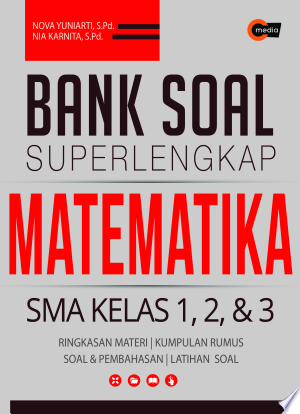 NOVA YUNIARTI, S.Pd.
NIA KARNITA, S.Pd.
C media
BANK SOAL
SUPERLENGKAP
MATEMATIKA
SMA KELAS 1, 2, & 3
RINGKASAN MATERI | KUMPULAN RUMUS
SOAL & PEMBAHASAN | LATIHAN SOAL